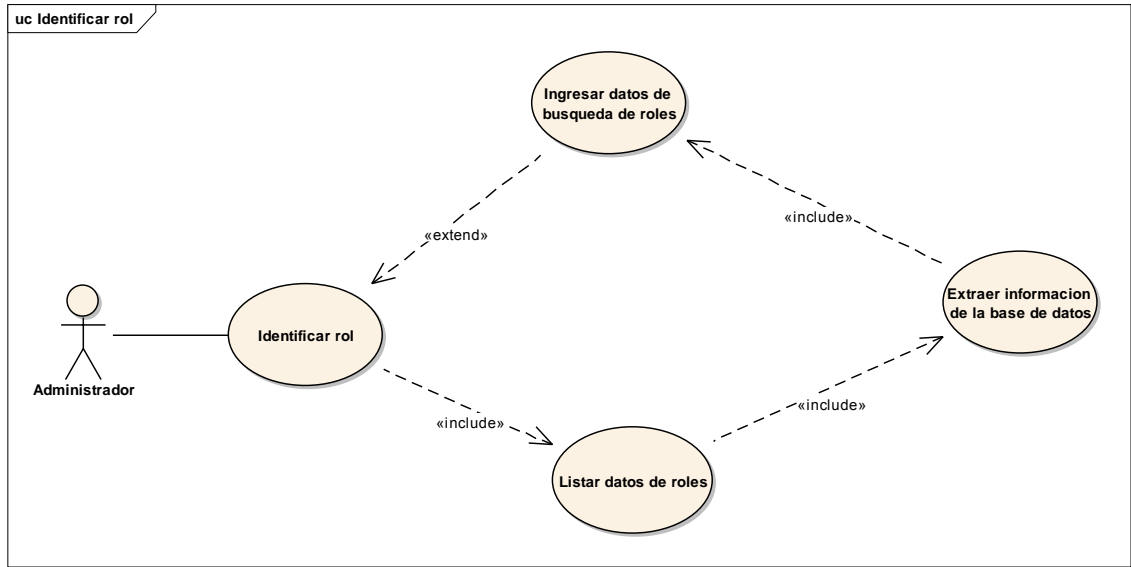 uc Identificar rol
Ingresar datos de
busqueda de roles
«include»
«extend»
Extraer informacion
de la base de datos
Identificar rol
Administrador
«include»
«include»
Listar datos de roles